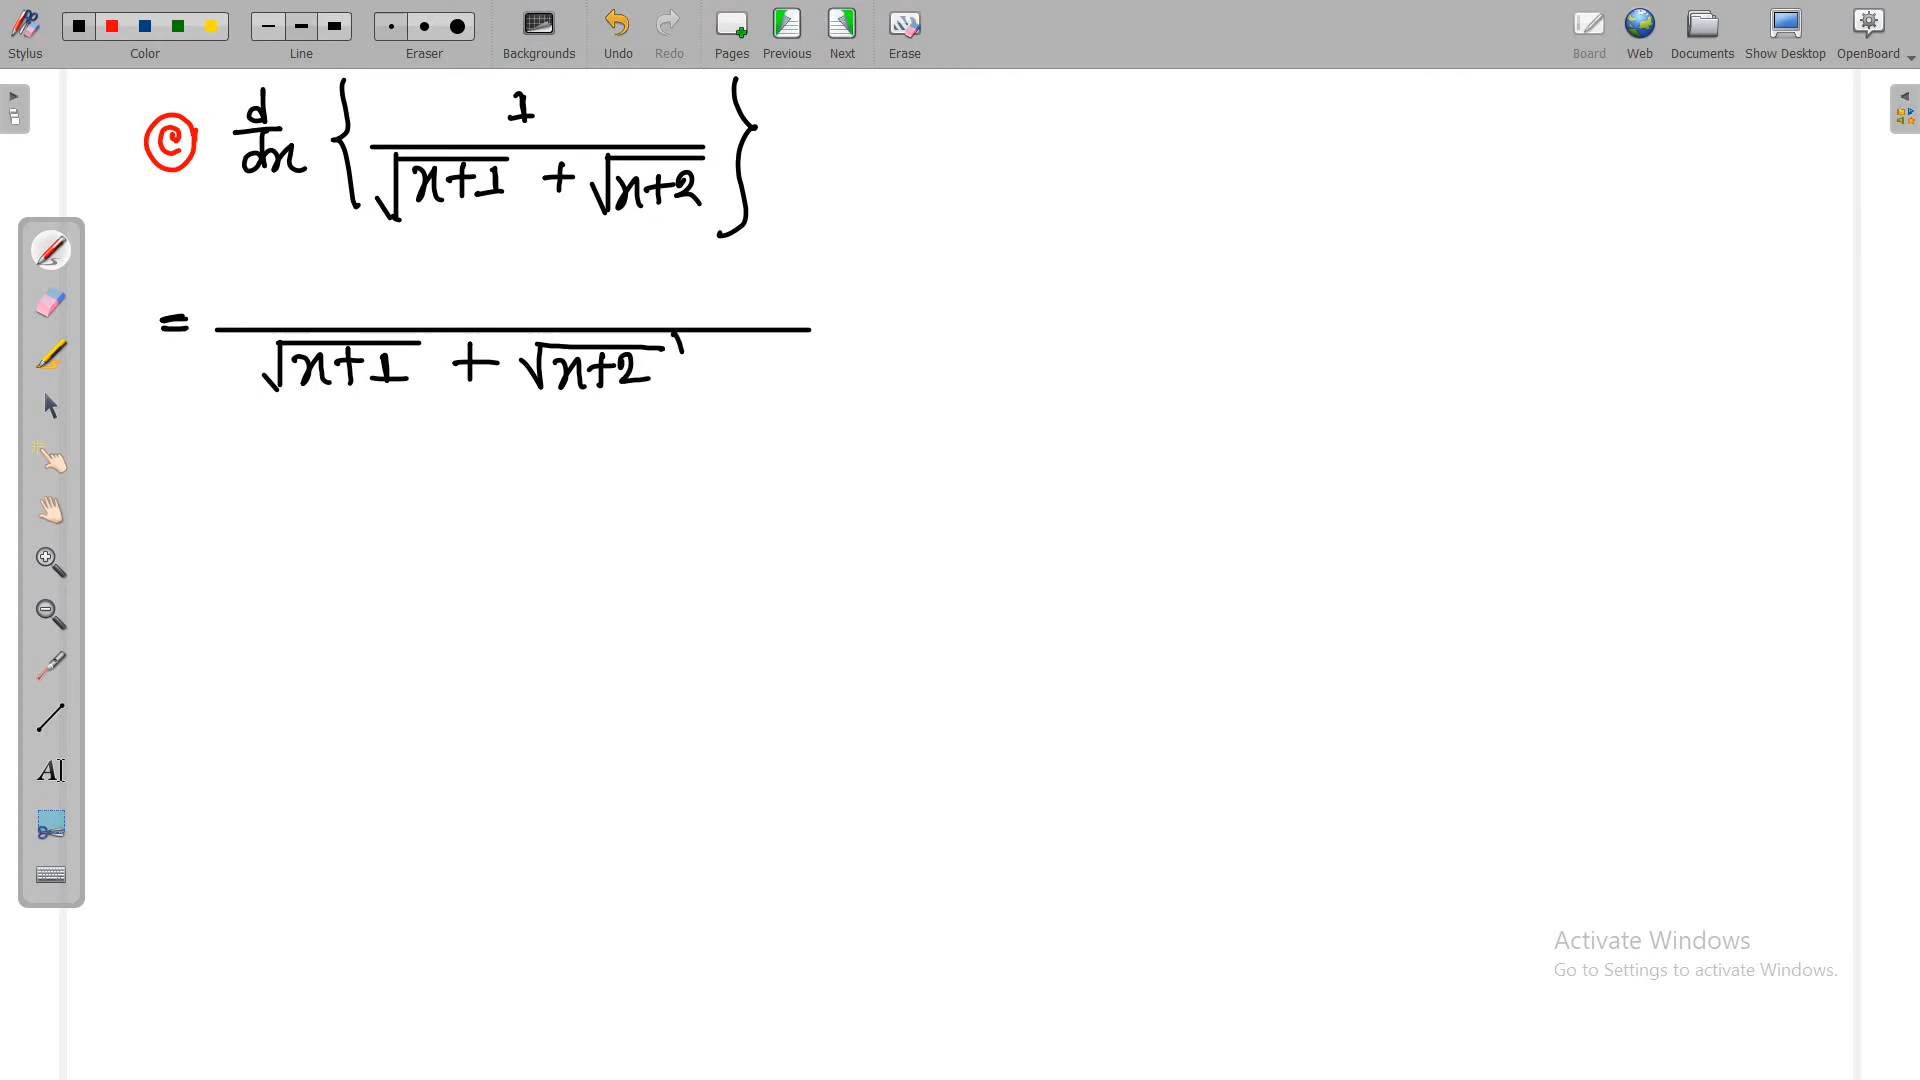 Stylus Color Line Eraser Backgrounds Undo Redo Pages Previous Next Erase Board Web Documents Show Desktop OpenBoard
ⓒ d/dx { 1 / (√(x+1) + √(x+2)) }
= / (√(x+1) + √(x+2))
Activate Windows
Go to Settings to activate Windows.